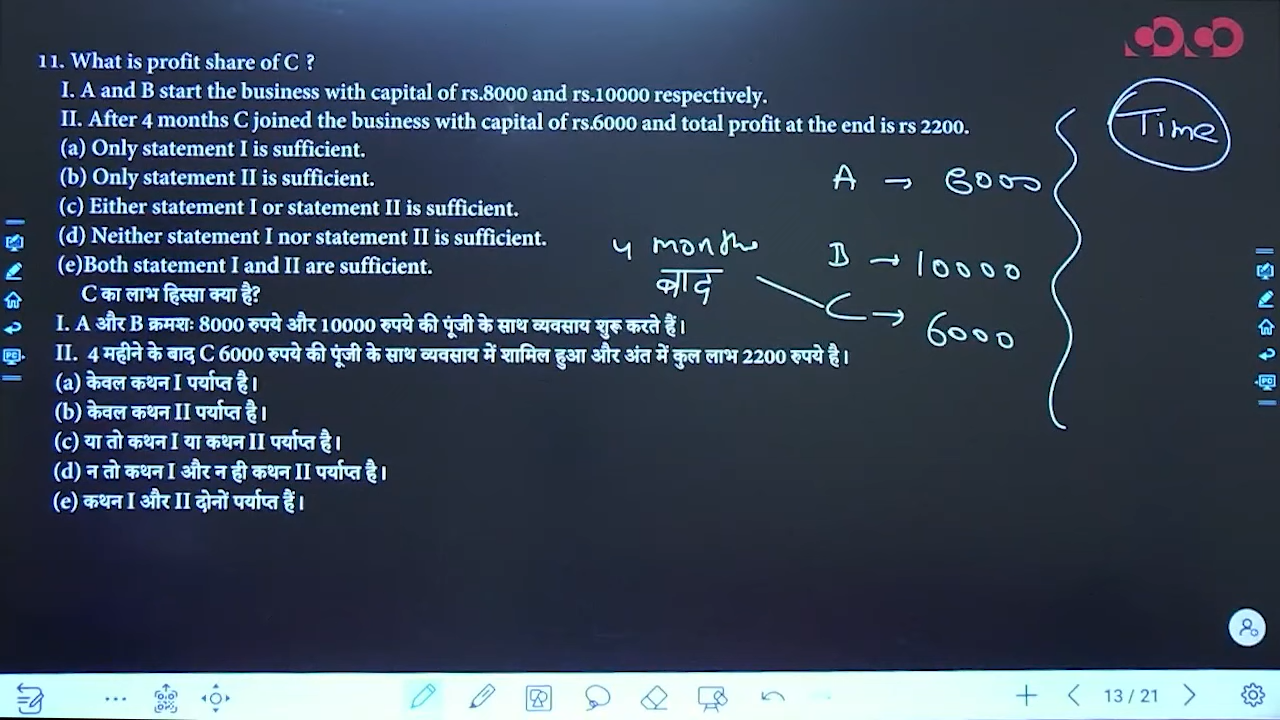 11. What is profit share of C ?
I. A and B start the business with capital of rs.8000 and rs.10000 respectively.
II. After 4 months C joined the business with capital of rs.6000 and total profit at the end is rs 2200.
(a) Only statement I is sufficient.
(b) Only statement II is sufficient.
(c) Either statement I or statement II is sufficient.
(d) Neither statement I nor statement II is sufficient.
(e)Both statement I and II are sufficient.
C का लाभ हिस्सा क्या है?
I. A और B क्रमशः 8000 रुपये और 10000 रुपये की पूंजी के साथ व्यवसाय शुरू करते हैं।
II. 4 महीने के बाद C 6000 रुपये की पूंजी के साथ व्यवसाय में शामिल हुआ और अंत में कुल लाभ 2200 रुपये है।
(a) केवल कथन I पर्याप्त है।
(b) केवल कथन II पर्याप्त है।
(c) या तो कथन I या कथन II पर्याप्त है।
(d) न तो कथन I और न ही कथन II पर्याप्त है।
(e) कथन I और II दोनों पर्याप्त हैं।
Time
A → 8000
4 months
बाद
B → 10000
C → 6000
13 / 21